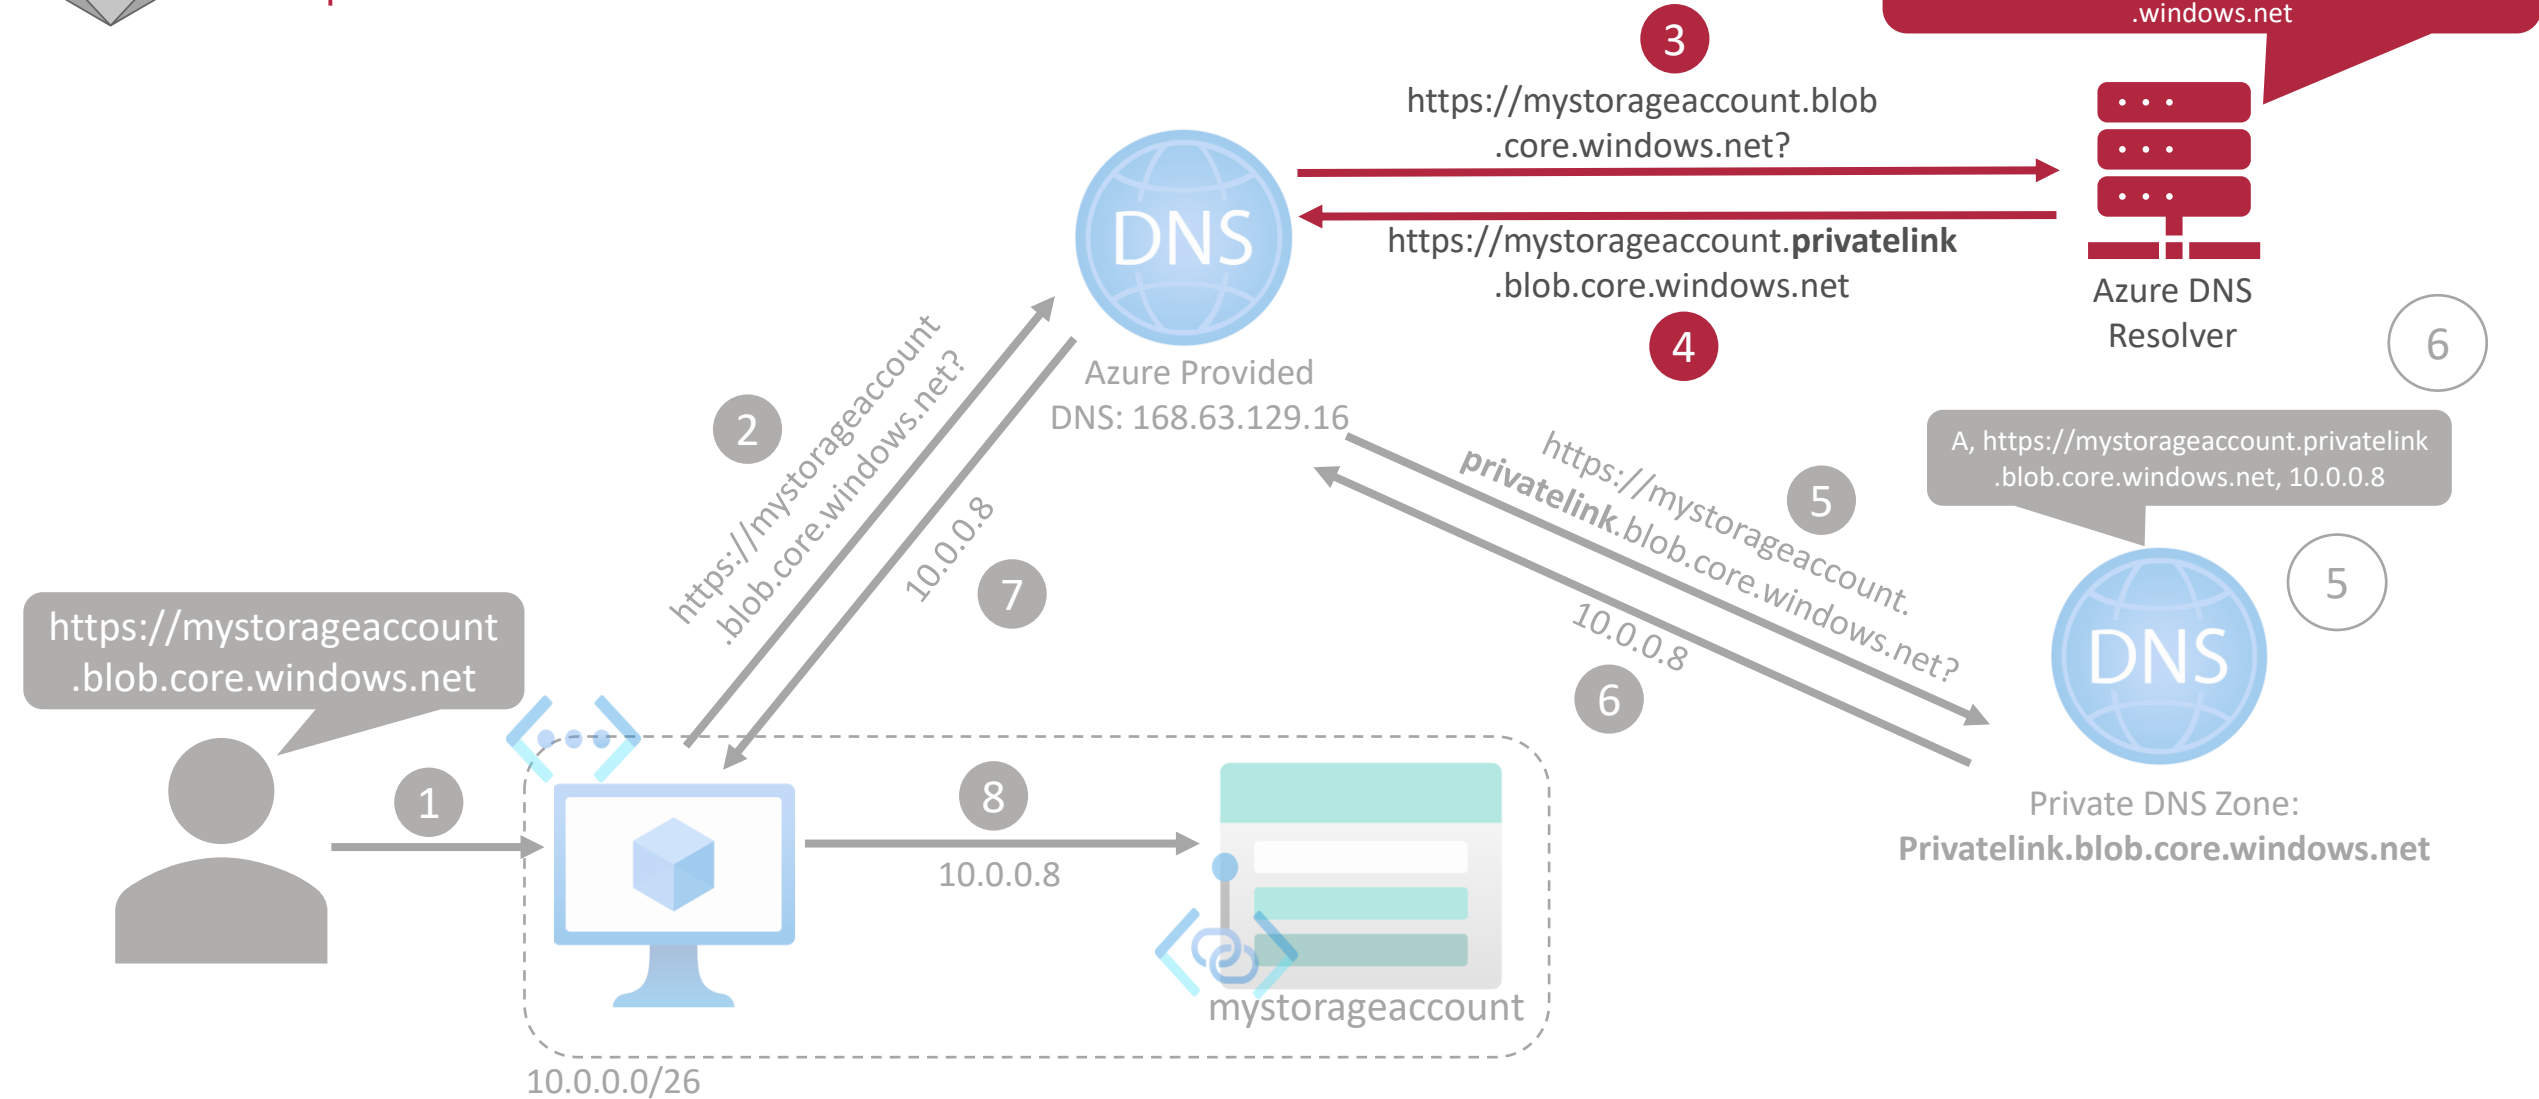 .windows.net
3
https://mystorageaccount.blob
.core.windows.net?
DNS
https://mystorageaccount.privatelink
.blob.core.windows.net
4
Azure DNS
Resolver
6
Azure Provided
DNS: 168.63.129.16
2
https://mystorageaccount
.blob.core.windows.net?
10.0.0.8
7
A, https://mystorageaccount.privatelink
.blob.core.windows.net, 10.0.0.8
5
https://mystorageaccount.
privatelink.blob.core.windows.net?
10.0.0.8
6
5
DNS
Private DNS Zone:
Privatelink.blob.core.windows.net
https://mystorageaccount
.blob.core.windows.net
1
8
10.0.0.8
mystorageaccount
10.0.0.0/26